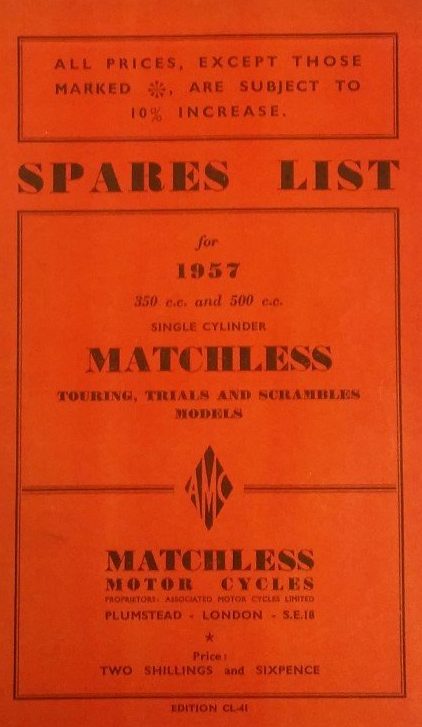 ALL PRICES, EXCEPT THOSE
MARKED ❊, ARE SUBJECT TO
10% INCREASE.
SPARES LIST
for
1957
350 c.c. and 500 c.c.
SINGLE CYLINDER
MATCHLESS
TOURING, TRIALS AND SCRAMBLES
MODELS
AMC
MATCHLESS
MOTOR CYCLES
PROPRIETORS: ASSOCIATED MOTOR CYCLES LIMITED
PLUMSTEAD - LONDON - S.E.18
★
Price:
TWO SHILLINGS and SIXPENCE
EDITION CL-41